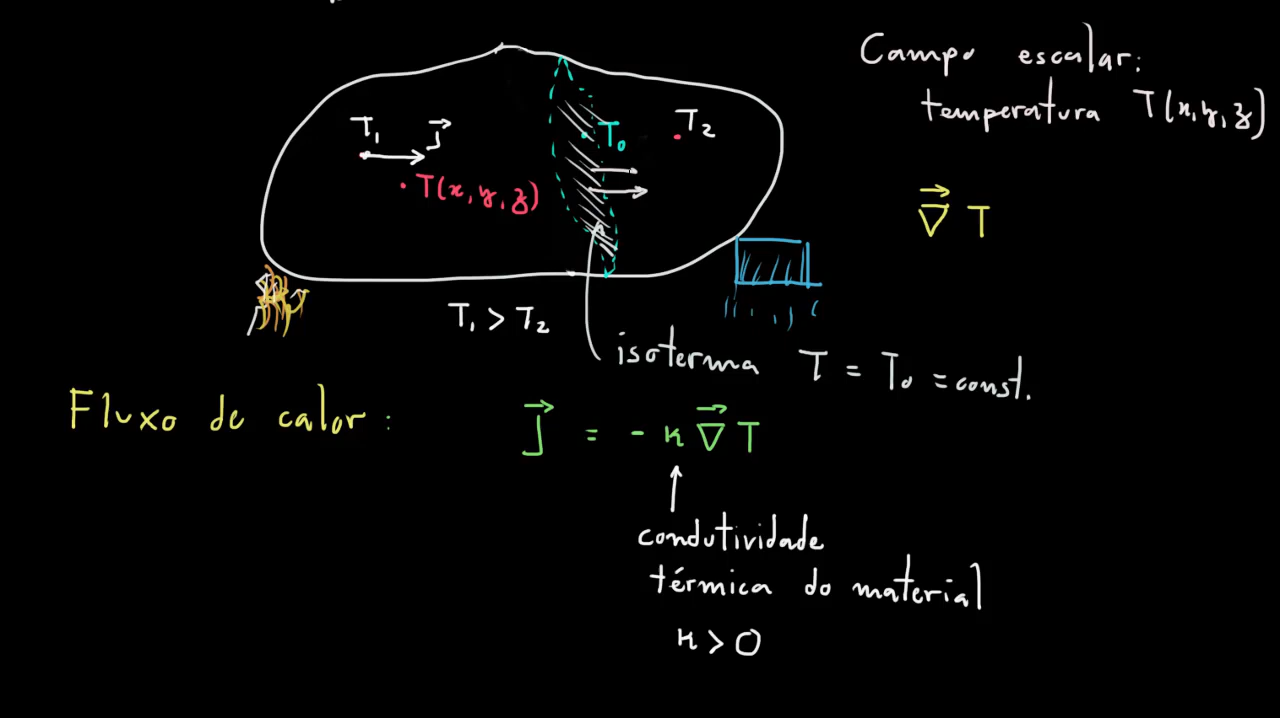 Campo escalar:
temperatura T(x,y,z)
T₁ J⃗
T₀
T₂
T(x,y,z)
∇⃗ T
T₁ > T₂
isoterma T = T₀ = const.
Fluxo de calor: J⃗ = - κ ∇⃗ T
condutividade
térmica do material
κ > 0